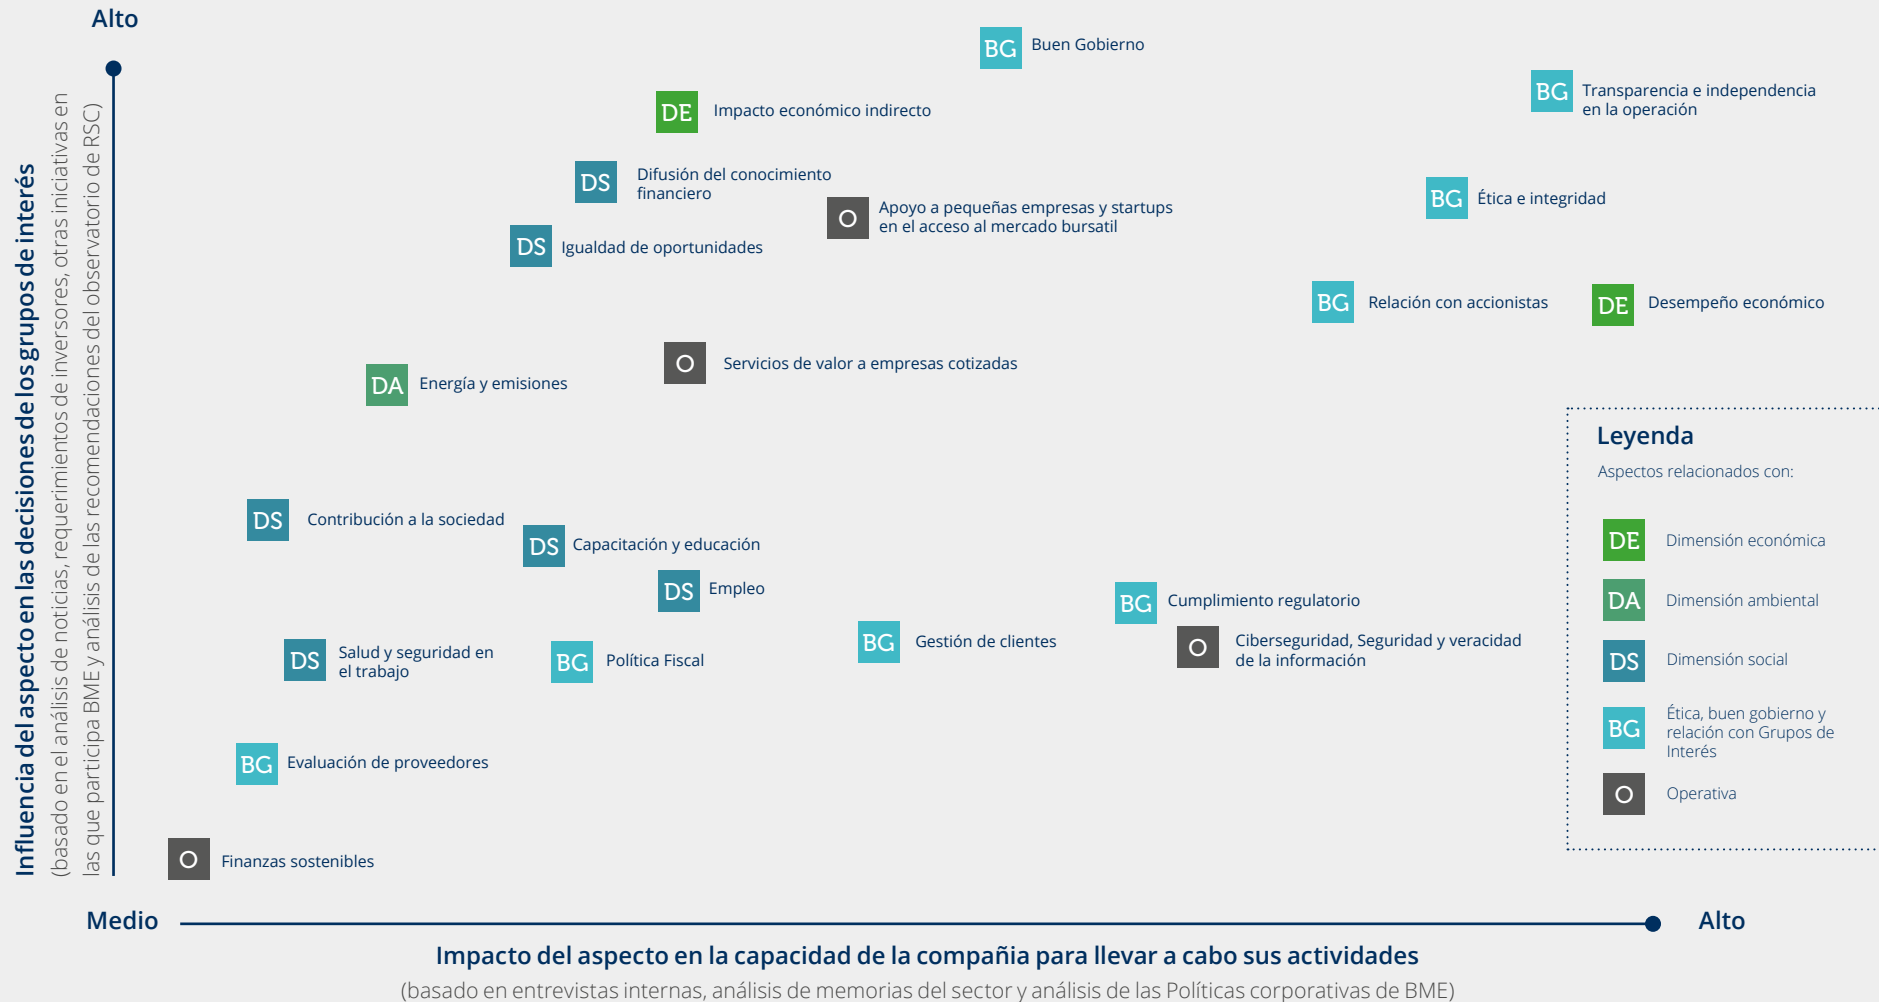 Alto
Influencia del aspecto en las decisiones de los grupos de interés
(basado en el análisis de noticias, requerimientos de inversores, otras iniciativas en
las que participa BME y análisis de las recomendaciones del observatorio de RSC)
BG Buen Gobierno
BG Transparencia e independencia
en la operación
DE Impacto económico indirecto
DS Difusión del conocimiento
financiero
BG Ética e integridad
O Apoyo a pequeñas empresas y startups
en el acceso al mercado bursatil
DS Igualdad de oportunidades
BG Relación con accionistas
DE Desempeño económico
O Servicios de valor a empresas cotizadas
DA Energía y emisiones
DS Contribución a la sociedad
DS Capacitación y educación
DS Empleo
BG Cumplimiento regulatorio
BG Gestión de clientes
O Ciberseguridad, Seguridad y veracidad
de la información
DS Salud y seguridad en
el trabajo
BG Política Fiscal
BG Evaluación de proveedores
O Finanzas sostenibles
Leyenda
Aspectos relacionados con:
DE Dimensión económica
DA Dimensión ambiental
DS Dimensión social
BG Ética, buen gobierno y
relación con Grupos de
Interés
O Operativa
Medio
Alto
Impacto del aspecto en la capacidad de la compañia para llevar a cabo sus actividades
(basado en entrevistas internas, análisis de memorias del sector y análisis de las Políticas corporativas de BME)